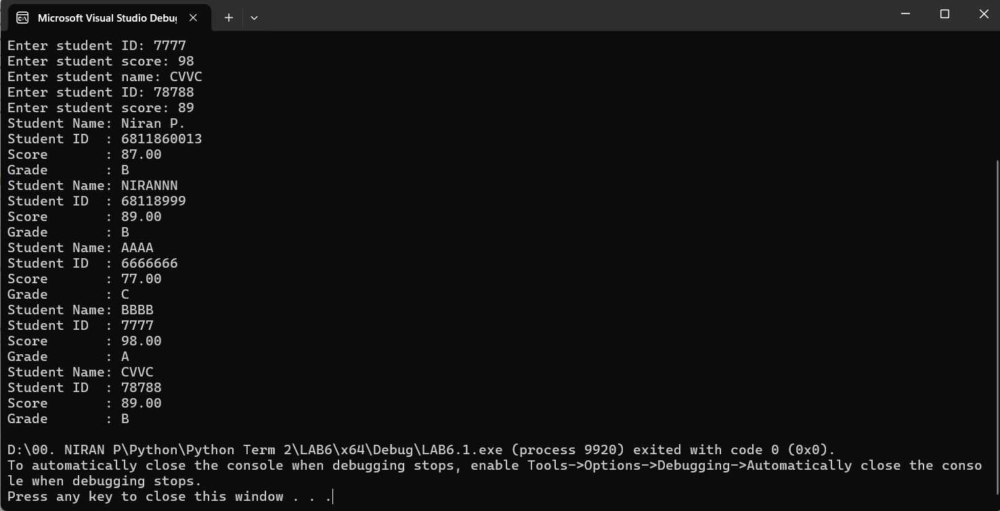 Microsoft Visual Studio Debug
Enter student ID: 7777
Enter student score: 98
Enter student name: CVVC
Enter student ID: 78788
Enter student score: 89
Student Name: Niran P.
Student ID  : 6811860013
Score       : 87.00
Grade       : B
Student Name: NIRANNN
Student ID  : 68118999
Score       : 89.00
Grade       : B
Student Name: AAAA
Student ID  : 6666666
Score       : 77.00
Grade       : C
Student Name: BBBB
Student ID  : 7777
Score       : 98.00
Grade       : A
Student Name: CVVC
Student ID  : 78788
Score       : 89.00
Grade       : B
D:\00. NIRAN P\Python\Python Term 2\LAB6\x64\Debug\LAB6.1.exe (process 9920) exited with code 0 (0x0).
To automatically close the console when debugging stops, enable Tools->Options->Debugging->Automatically close the conso
le when debugging stops.
Press any key to close this window . . .